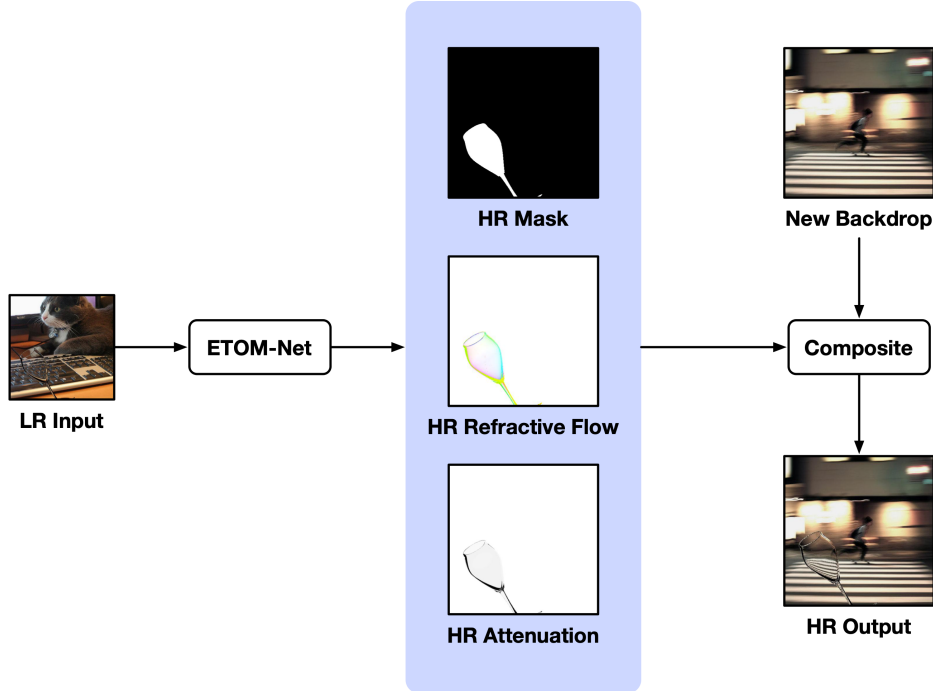 HR Mask
New Backdrop
HR Refractive Flow
LR Input
ETOM-Net
Composite
HR Attenuation
HR Output